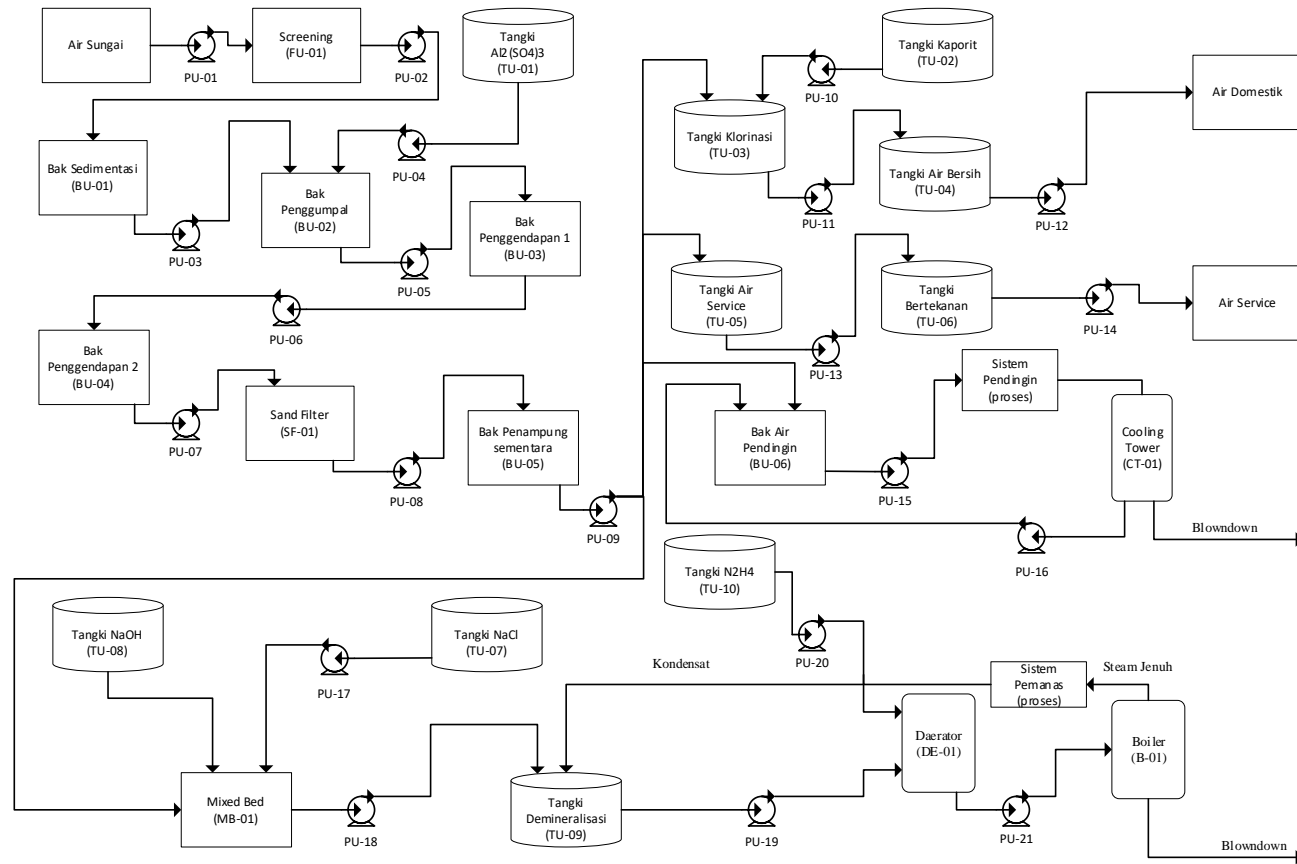 Air Sungai
PU-01
Screening
(FU-01)
PU-02
Tangki
Al2(SO4)3
(TU-01)
PU-04
Bak Sedimentasi
(BU-01)
PU-03
Bak
Penggumpal
(BU-02)
PU-05
Bak
Penggendapan 1
(BU-03)
PU-06
Bak
Penggendapan 2
(BU-04)
PU-07
Sand Filter
(SF-01)
PU-08
Bak Penampung
sementara
(BU-05)
PU-09
Tangki Kaporit
(TU-02)
PU-10
Tangki Klorinasi
(TU-03)
PU-11
Tangki Air Bersih
(TU-04)
PU-12
Air Domestik
Tangki Air
Service
(TU-05)
PU-13
Tangki
Bertekanan
(TU-06)
PU-14
Air Service
Bak Air
Pendingin
(BU-06)
PU-15
Sistem
Pendingin
(proses)
Cooling
Tower
(CT-01)
PU-16
Blowndown
Tangki NaOH
(TU-08)
PU-17
Tangki NaCl
(TU-07)
Tangki N2H4
(TU-10)
PU-20
Kondensat
Sistem
Pemanas
(proses)
Steam Jenuh
Mixed Bed
(MB-01)
PU-18
Tangki
Demineralisasi
(TU-09)
PU-19
Daerator
(DE-01)
PU-21
Boiler
(B-01)
Blowndown